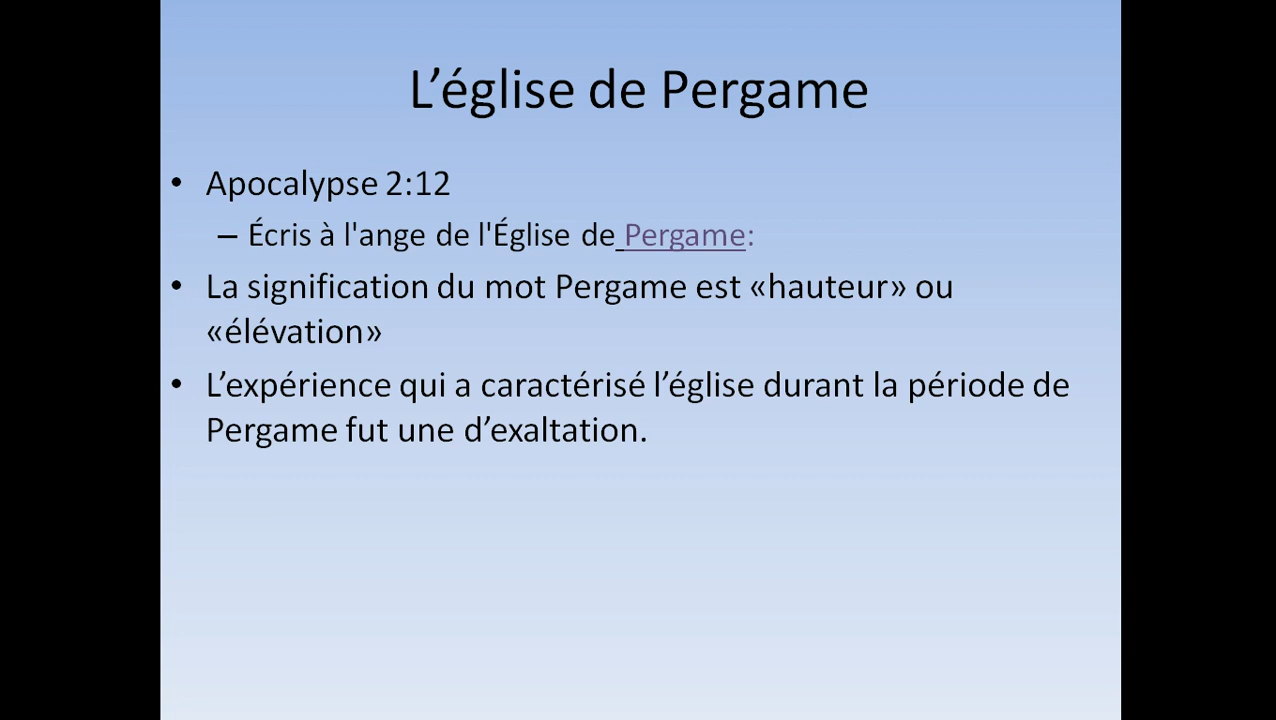 L’église de Pergame
• Apocalypse 2:12
– Écris à l'ange de l'Église de Pergame:
• La signification du mot Pergame est «hauteur» ou
«élévation»
• L’expérience qui a caractérisé l’église durant la période de
Pergame fut une d’exaltation.